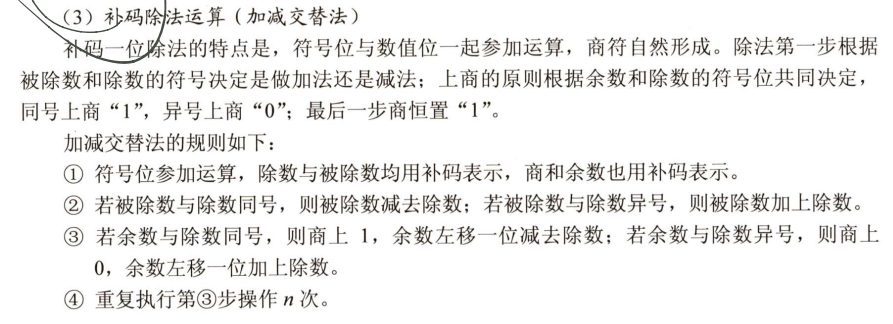 （3）补码除法运算（加减交替法）
补码一位除法的特点是，符号位与数值位一起参加运算，商符自然形成。除法第一步根据
被除数和除数的符号决定是做加法还是减法；上商的原则根据余数和除数的符号位共同决定，
同号上商“1”，异号上商“0”；最后一步商恒置“1”。
加减交替法的规则如下：
① 符号位参加运算，除数与被除数均用补码表示，商和余数也用补码表示。
② 若被除数与除数同号，则被除数减去除数；若被除数与除数异号，则被除数加上除数。
③ 若余数与除数同号，则商上 1，余数左移一位减去除数；若余数与除数异号，则商上
0，余数左移一位加上除数。
④ 重复执行第③步操作 n 次。